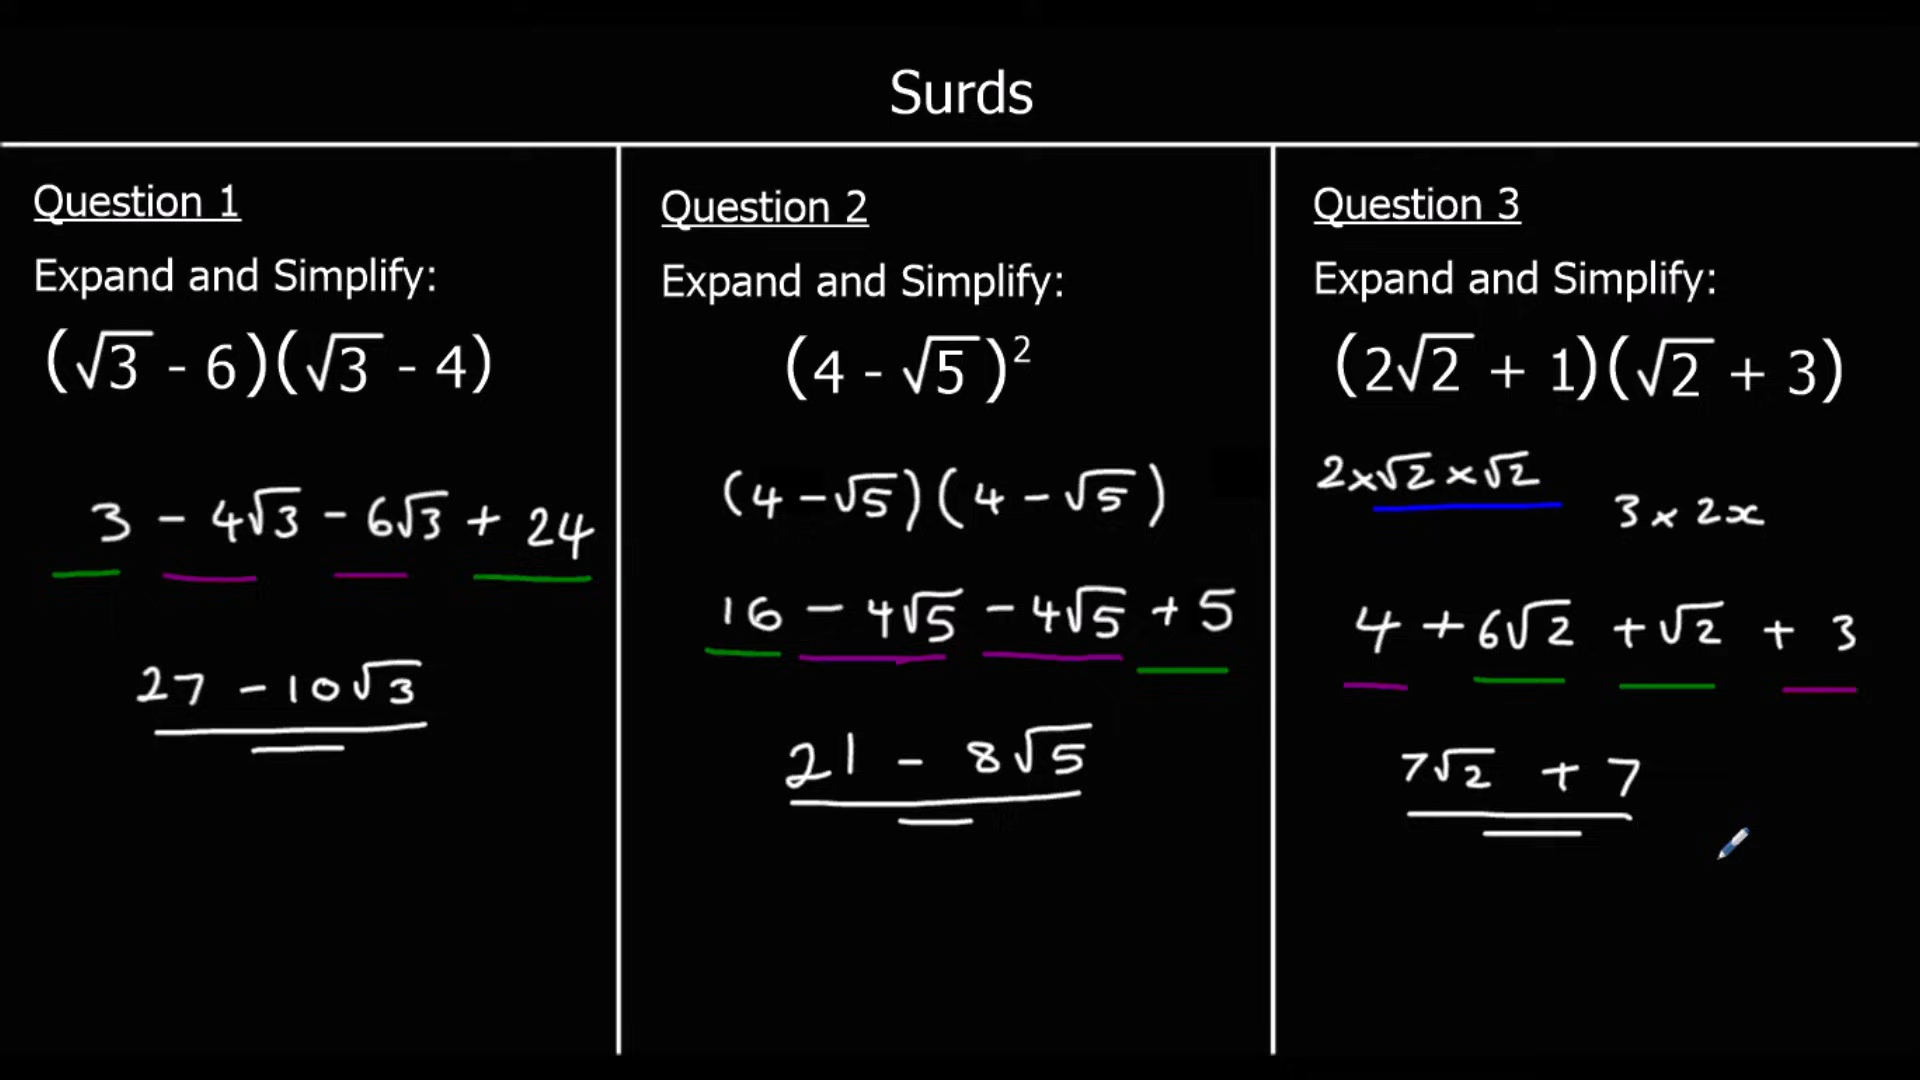 Surds
Question 1
Expand and Simplify:
(√3 - 6)(√3 - 4)
3 - 4√3 - 6√3 + 24
27 - 10√3
Question 2
Expand and Simplify:
(4 - √5)²
(4 - √5)(4 - √5)
16 - 4√5 - 4√5 + 5
21 - 8√5
Question 3
Expand and Simplify:
(2√2 + 1)(√2 + 3)
2×√2×√2
3 × 2x
4 + 6√2 + √2 + 3
7√2 + 7